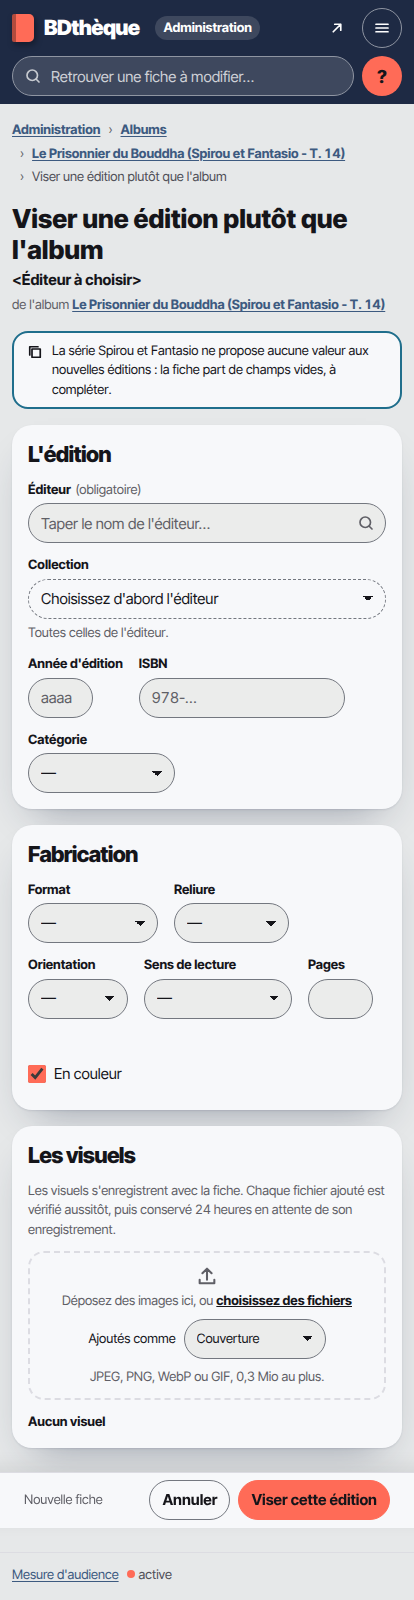 BDthèque Administration
Retrouver une fiche à modifier… ?
Administration › Albums
› Le Prisonnier du Bouddha (Spirou et Fantasio - T. 14)
› Viser une édition plutôt que l'album
Viser une édition plutôt que
l'album
<Éditeur à choisir>
de l'album Le Prisonnier du Bouddha (Spirou et Fantasio - T. 14)
La série Spirou et Fantasio ne propose aucune valeur aux
nouvelles éditions : la fiche part de champs vides, à
compléter.
L'édition
Éditeur (obligatoire)
Taper le nom de l'éditeur…
Collection
Choisissez d'abord l'éditeur
Toutes celles de l'éditeur.
Année d'édition ISBN
aaaa 978-…
Catégorie
—
Fabrication
Format Reliure
— —
Orientation Sens de lecture Pages
— —
En couleur
Les visuels
Les visuels s'enregistrent avec la fiche. Chaque fichier ajouté est
vérifié aussitôt, puis conservé 24 heures en attente de son
enregistrement.
Déposez des images ici, ou choisissez des fichiers
Ajoutés comme Couverture
JPEG, PNG, WebP ou GIF, 0,3 Mio au plus.
Aucun visuel
Nouvelle fiche Annuler Viser cette édition
Mesure d'audience active